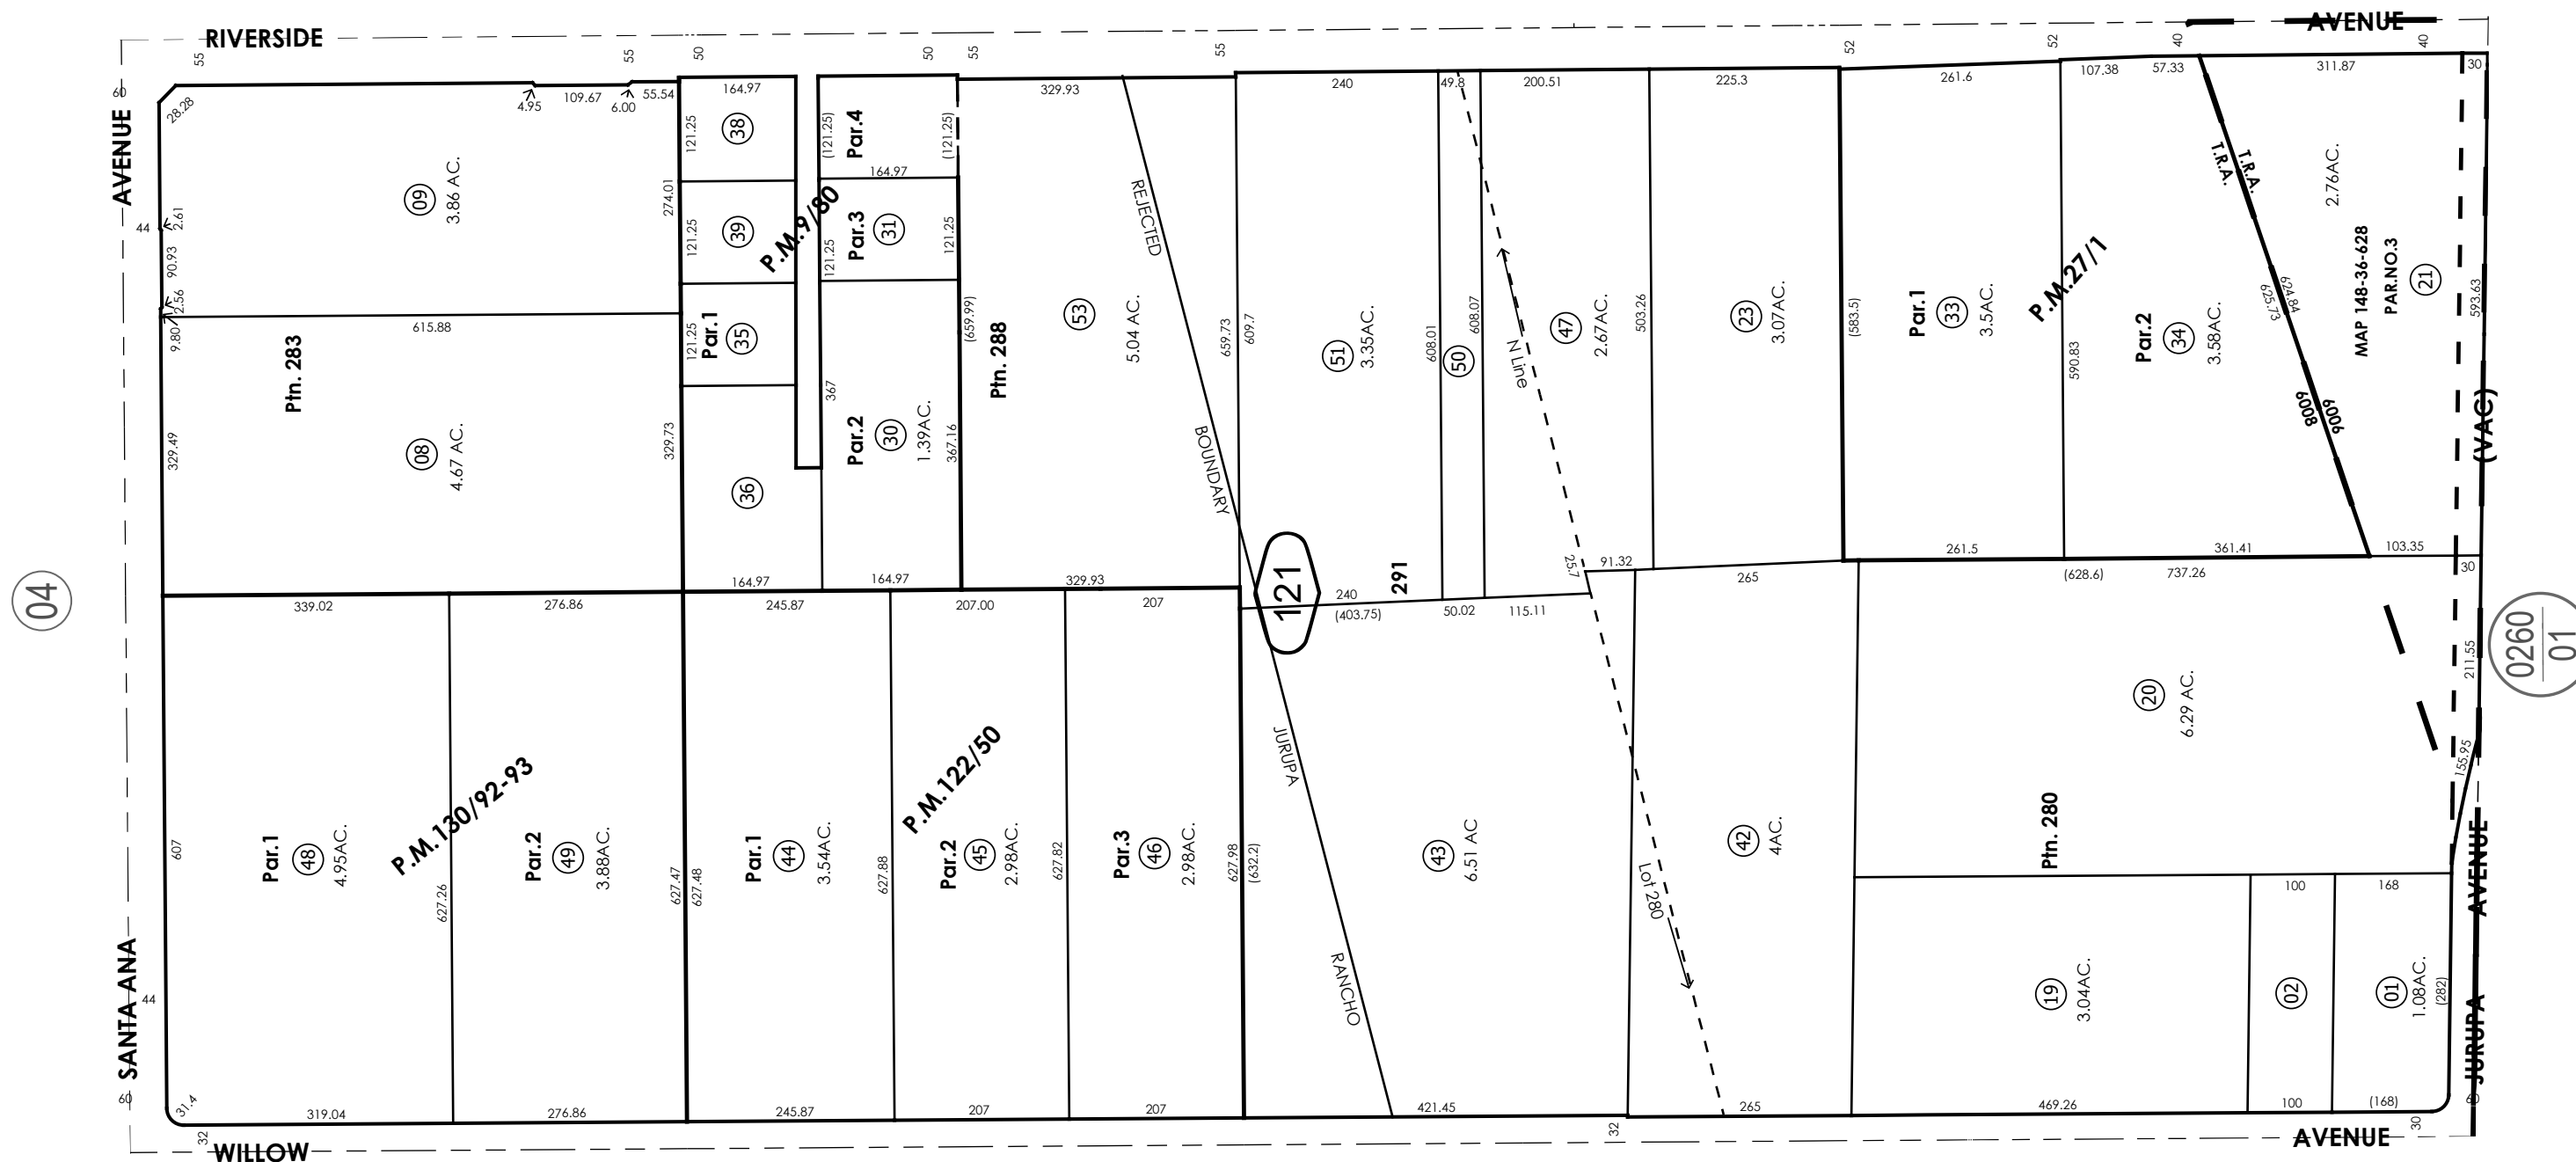 RIVERSIDE
AVENUE
55
55
50
50
55
55
52
52
40
40
60
AVENUE
28.28
4.95
109.67
6.00
55.54
164.97
329.93
240
49.8
200.51
225.3
261.6
107.38
57.33
311.87
30
44
2.61
90.93
2.56
9.80
09
3.86 AC.
274.01
121.25
38
121.25
39
121.25
Par.1
35
P.M.9/80
(121.25)
Par.4
(121.25)
164.97
121.25
Par.3
31
121.25
(659.99)
Ptn. 288
53
5.04 AC.
REJECTED
BOUNDARY
659.73
609.7
51
3.35AC.
608.01
50
608.07
N Line
47
2.67AC.
503.26
23
3.07AC.
(583.5)
Par.1
33
3.5AC.
P.M.27/1
590.83
Par.2
34
3.58AC.
T.R.A.
T.R.A.
625.73
624.84
6008
6009
2.76AC.
MAP 148-36-628
PAR.NO.3
21
593.63
(VAC)
615.88
Ptn. 283
329.49
08
4.67 AC.
329.73
36
367
Par.2
30
1.39AC.
367.16
164.97
164.97
329.93
04
121
291
25.7
91.32
265
261.5
361.41
103.35
(628.6)
737.26
30
339.02
276.86
245.87
207.00
207
240
(403.75)
50.02
115.11
607
Par.1
48
4.95AC.
P.M.130/92-93
627.26
Par.2
49
3.88AC.
627.47
627.48
Par.1
44
3.54AC.
627.88
P.M.122/50
Par.2
45
2.98AC.
627.82
Par.3
46
2.98AC.
627.98
(632.2)
JURUPA
RANCHO
43
6.51 AC
Lot 280
42
4AC.
Ptn. 280
20
6.29 AC.
211.55
155.95
0260
01
100
168
19
3.04AC.
02
01
1.08AC.
(282)
JURUPA
AVENUE
SANTA ANA
44
60
31.4
319.04
276.86
245.87
207
207
421.45
265
469.26
100
(168)
60
32
32
30
WILLOW
AVENUE